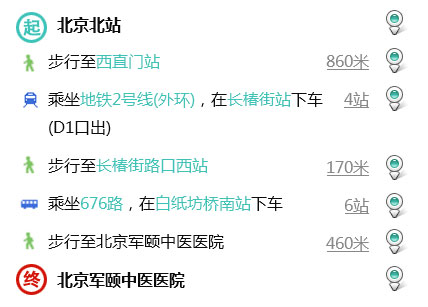 起 北京北站
步行至西直门站 860米
乘坐地铁2号线(外环)，在长椿街站下车 4站
(D1口出)
步行至长椿街路口西站 170米
乘坐676路，在白纸坊桥南站下车 6站
步行至北京军颐中医医院 460米
终 北京军颐中医医院